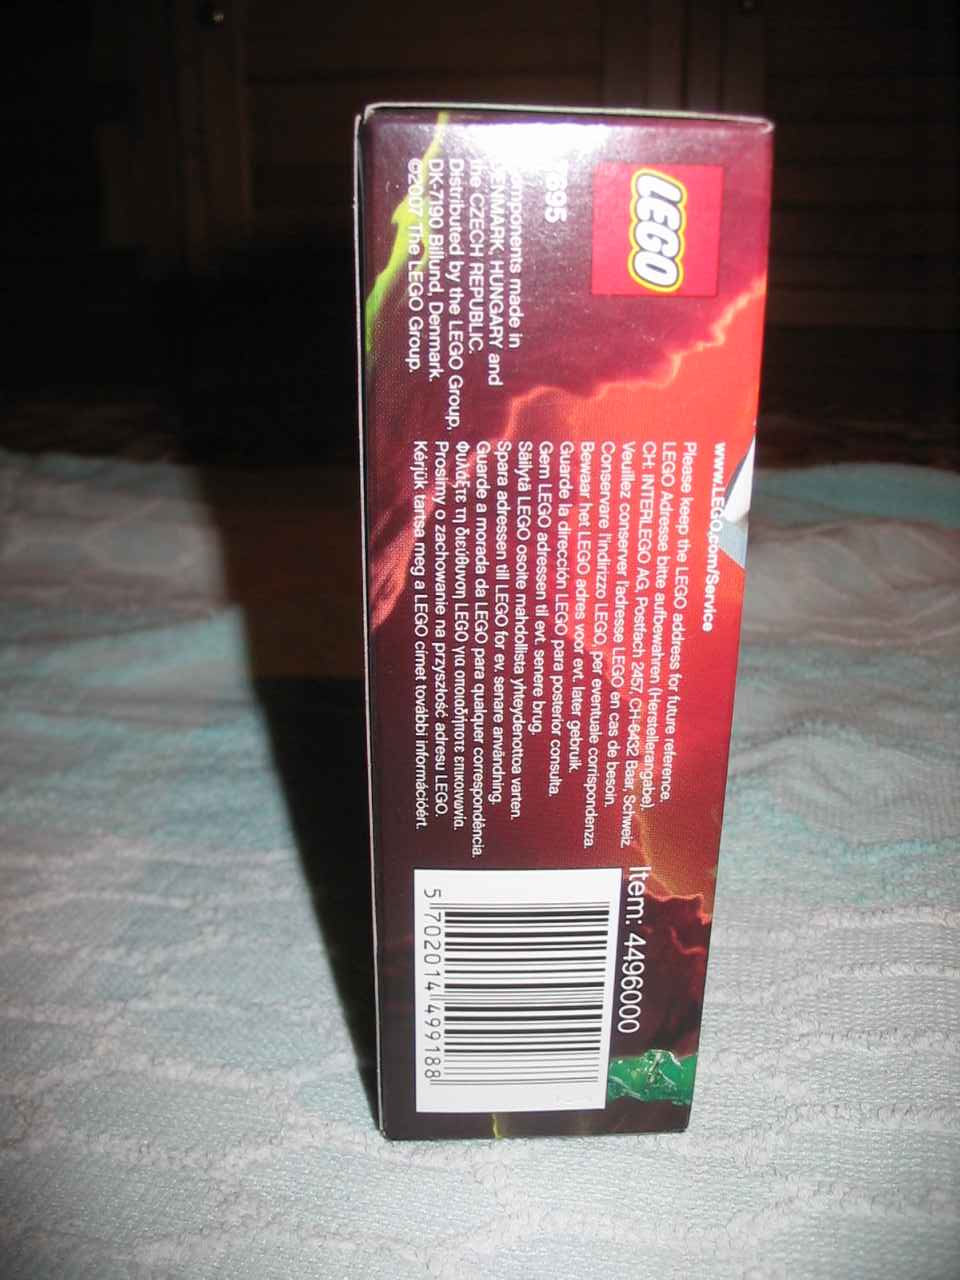 LEGO
Components made in
DENMARK, HUNGARY and
the CZECH REPUBLIC.
Distributed by the LEGO Group,
DK-7190 Billund, Denmark.
©2007 The LEGO Group.
www.LEGO.com/Service
Please keep the LEGO address for future reference.
LEGO Adresse bitte aufbewahren (Herstellerangabe).
CH: INTERLEGO AG, Postfach 2457, CH-6432 Baar, Schweiz.
Veuillez conserver l'adresse LEGO en cas de besoin.
Conservare l'indirizzo LEGO, per eventuale corrispondenza.
Bewaar het LEGO adres voor evt. later gebruik.
Guarde la dirección LEGO para posterior consulta.
Gem LEGO adressen til evt. senere brug.
Säilytä LEGO osoite mahdollista yhteydenottoa varten.
Spara adressen till LEGO for ev. senare användning.
Guarde a morada da LEGO para qualquer correspondência.
Φυλάξτε τη διεύθυνση LEGO για οποιαδήποτε επικοινωνία.
Prosimy o zachowanie na przyszłość adresu LEGO.
Kérjük tartsa meg a LEGO címet további információért.
Item: 4496000
5 702014 499188